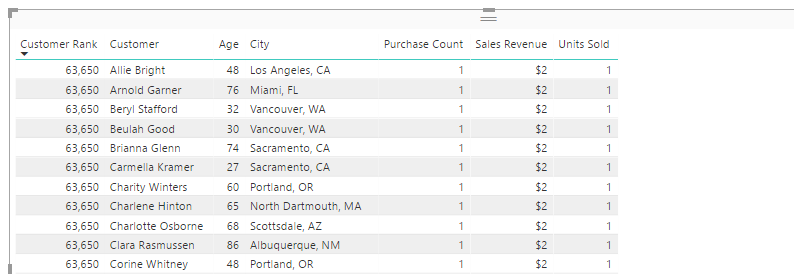 Customer Rank Customer Age City Purchase Count Sales Revenue Units Sold
63,650 Allie Bright 48 Los Angeles, CA 1 $2 1
63,650 Arnold Garner 76 Miami, FL 1 $2 1
63,650 Beryl Stafford 32 Vancouver, WA 1 $2 1
63,650 Beulah Good 30 Vancouver, WA 1 $2 1
63,650 Brianna Glenn 74 Sacramento, CA 1 $2 1
63,650 Carmella Kramer 27 Sacramento, CA 1 $2 1
63,650 Charity Winters 60 Portland, OR 1 $2 1
63,650 Charlene Hinton 65 North Dartmouth, MA 1 $2 1
63,650 Charlotte Osborne 68 Scottsdale, AZ 1 $2 1
63,650 Clara Rasmussen 86 Albuquerque, NM 1 $2 1
63,650 Corine Whitney 48 Portland, OR 1 $2 1